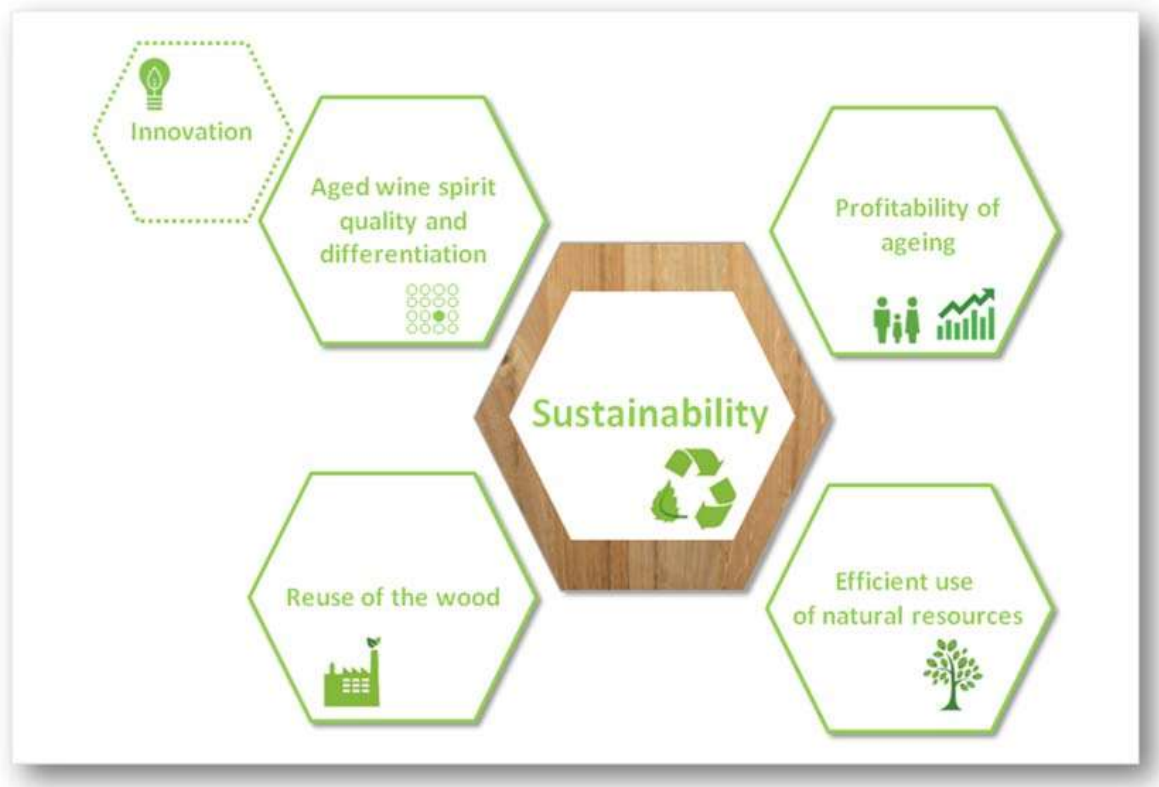 Innovation
Aged wine spirit
quality and
differentiation
Profitability of
ageing
Sustainability
Reuse of the wood
Efficient use
of natural resources